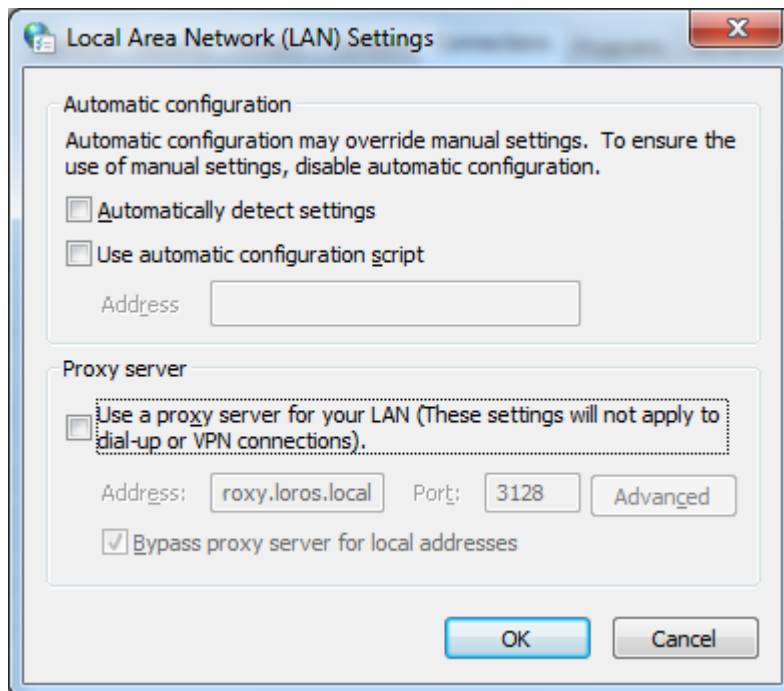 Local Area Network (LAN) Settings
Automatic configuration
Automatic configuration may override manual settings.  To ensure the
use of manual settings, disable automatic configuration.
Automatically detect settings
Use automatic configuration script
Address
Proxy server
Use a proxy server for your LAN (These settings will not apply to
dial-up or VPN connections).
Address: roxy.loros.local Port: 3128 Advanced
Bypass proxy server for local addresses
OK Cancel